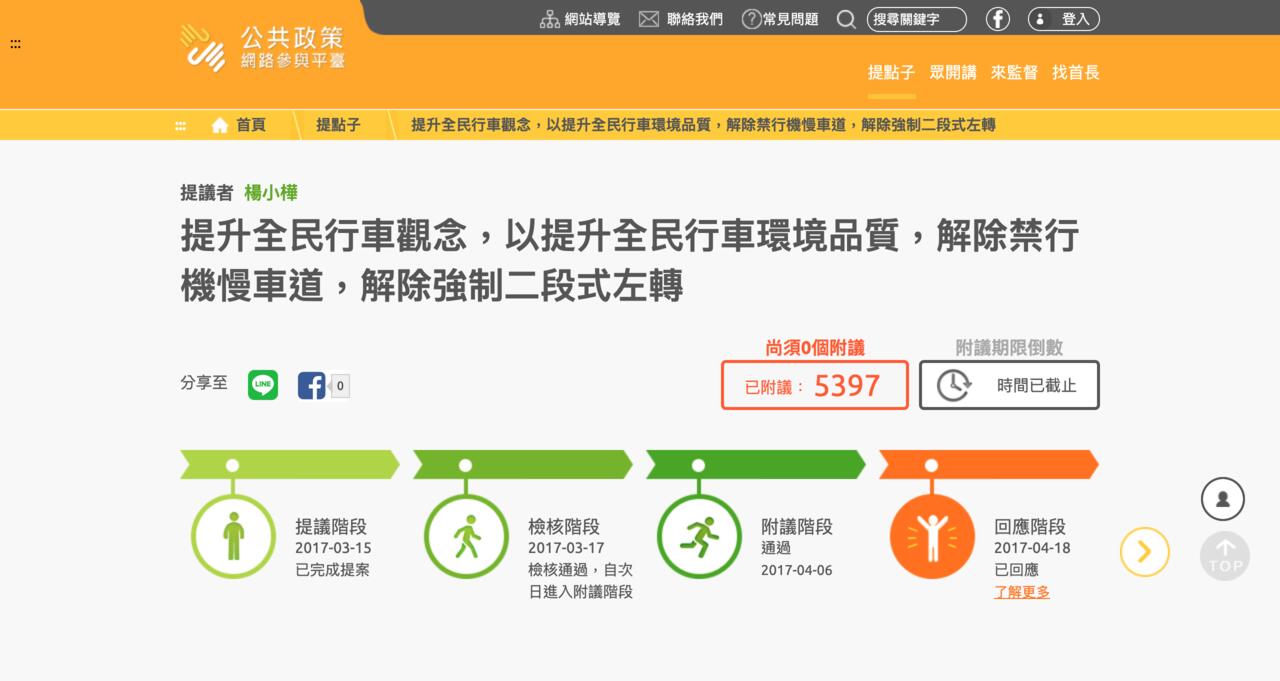 網站導覽
聯絡我們
常見問題
搜尋關鍵字
登入
公共政策
網路參與平臺
提點子
眾開講
來監督
找首長
首頁
提點子
提升全民行車觀念，以提升全民行車環境品質，解除禁行機慢車道，解除強制二段式左轉
提議者 楊小樺
提升全民行車觀念，以提升全民行車環境品質，解除禁行
機慢車道，解除強制二段式左轉
尚須0個附議
附議期限倒數
分享至
LINE
0
已附議： 5397
時間已截止
提議階段
2017-03-15
已完成提案
檢核階段
2017-03-17
檢核通過，自次
日進入附議階段
附議階段
通過
2017-04-06
回應階段
2017-04-18
已回應
了解更多
TOP